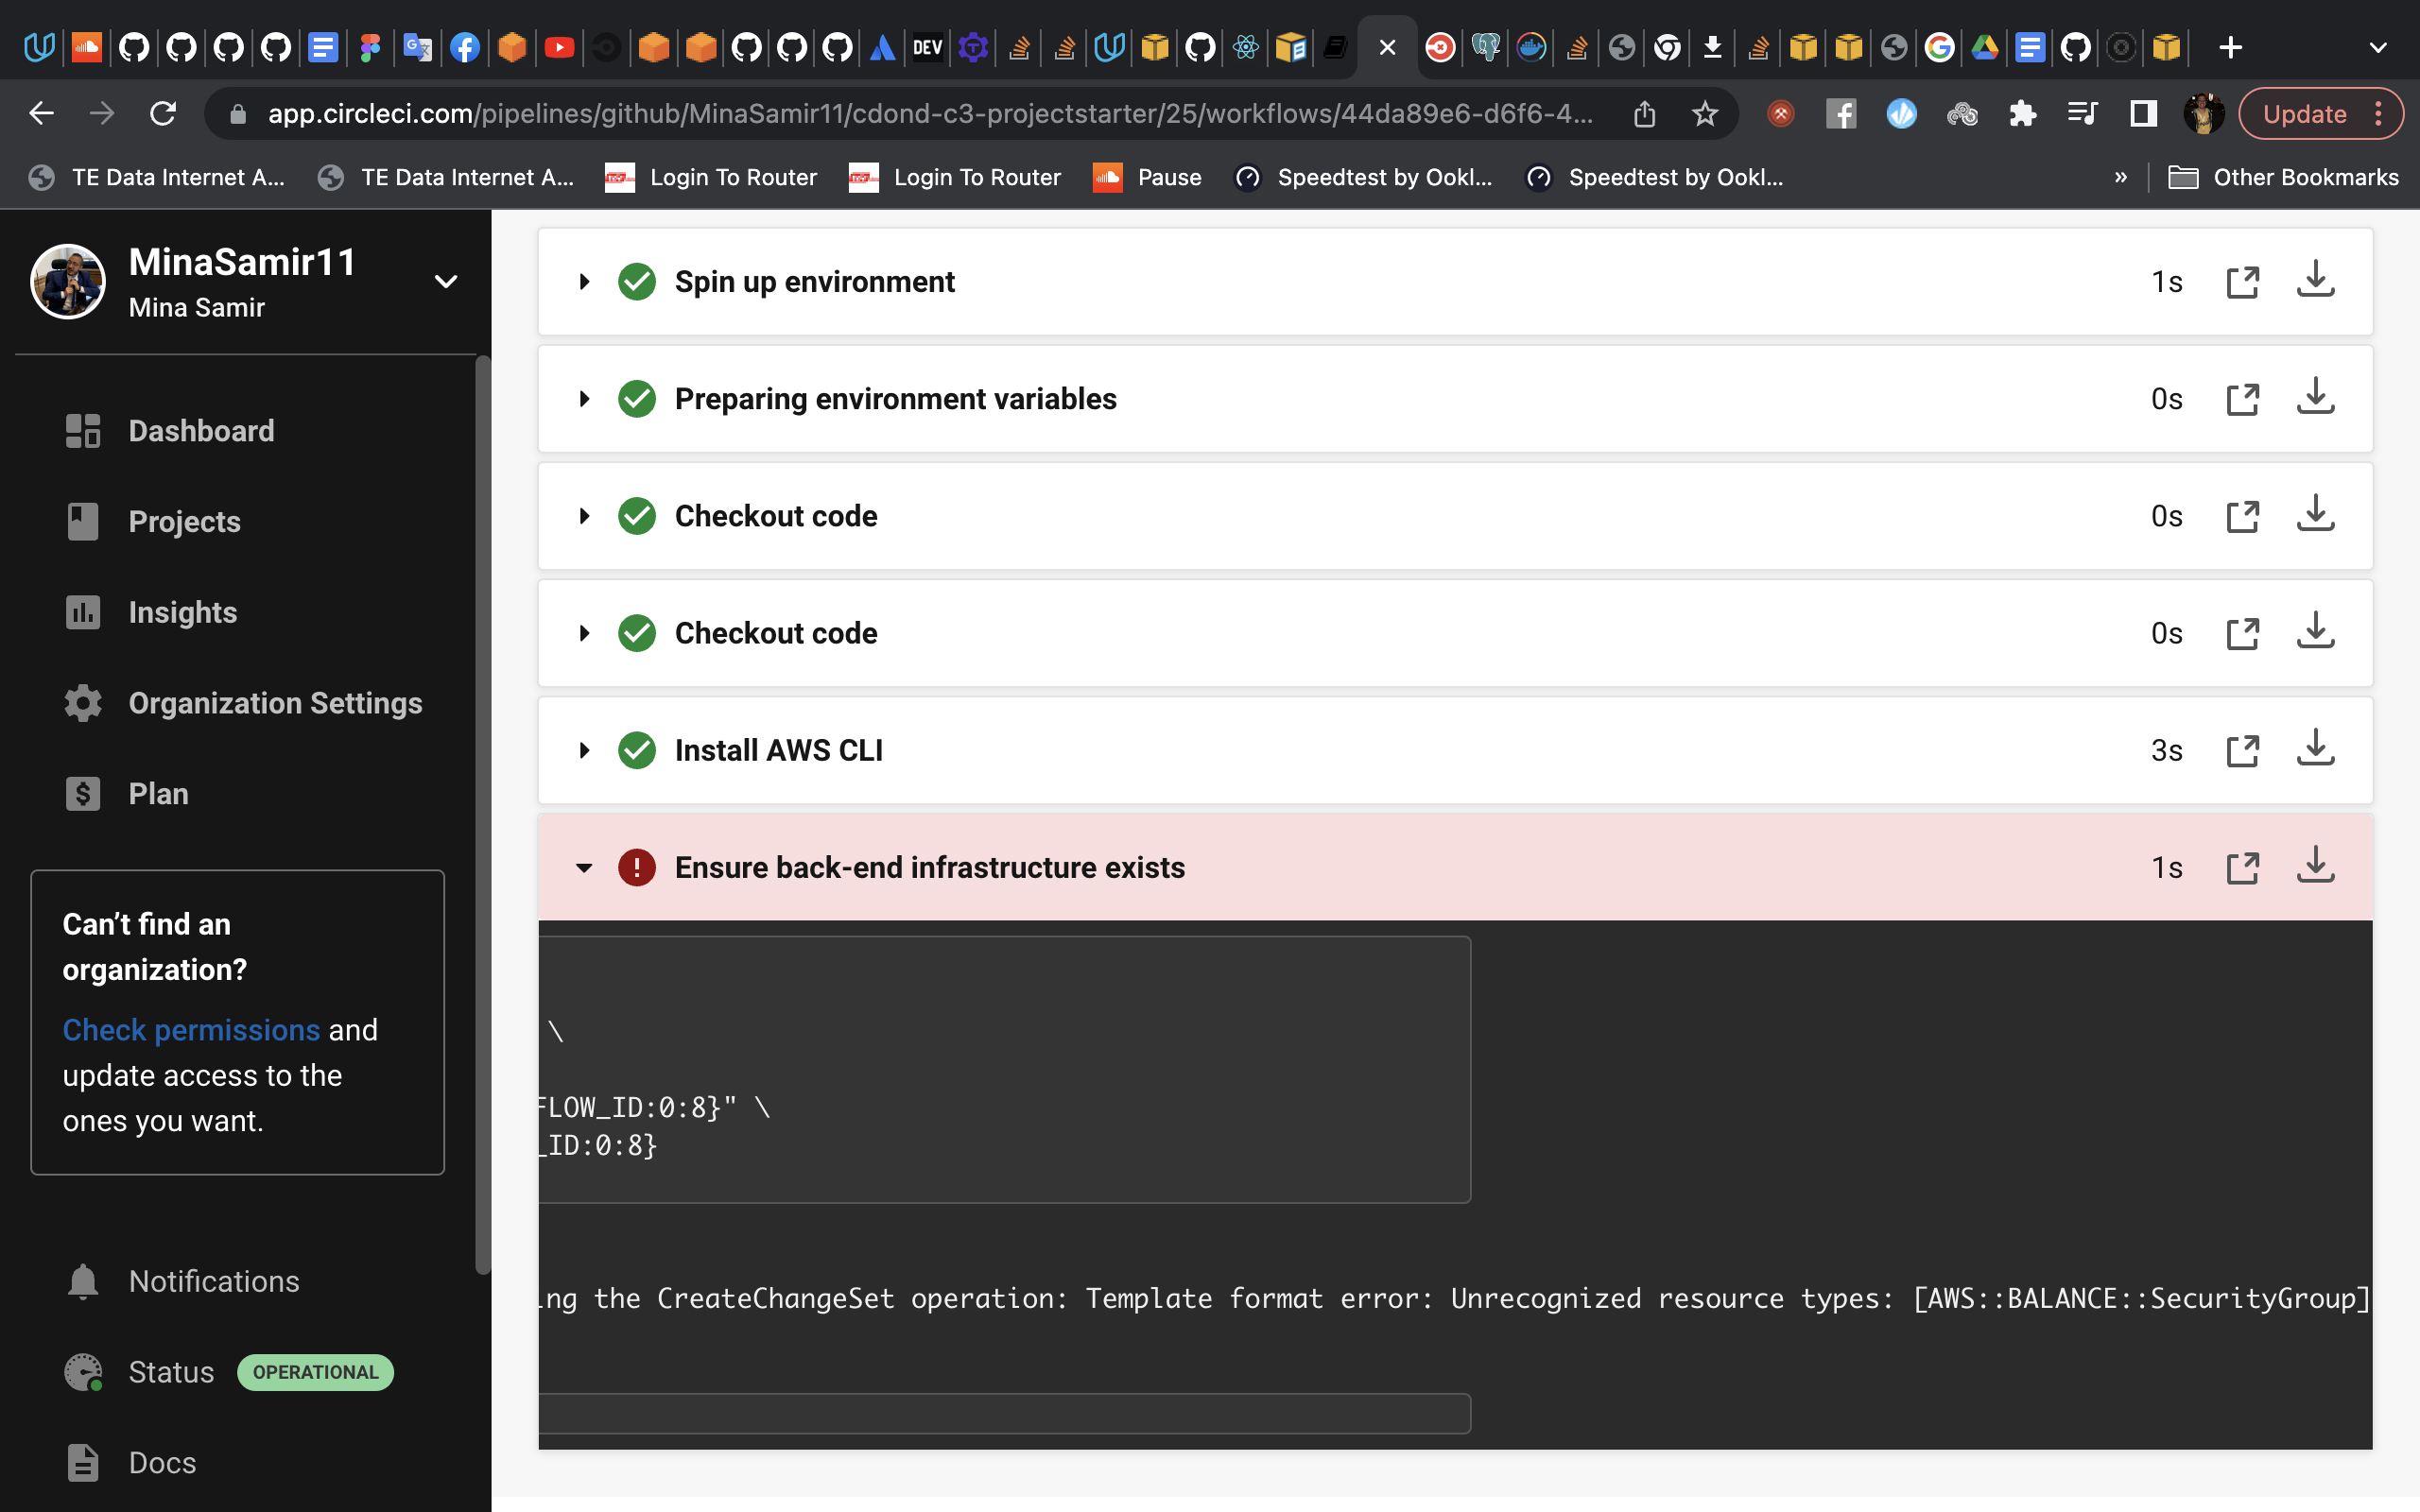 DEV
app.circleci.com/pipelines/github/MinaSamir11/cdond-c3-projectstarter/25/workflows/44da89e6-d6f6-4...
Update
TE Data Internet A...
TE Data Internet A...
Login To Router
Login To Router
Pause
Speedtest by Ookl...
Speedtest by Ookl...
»
Other Bookmarks
MinaSamir11
Mina Samir
Dashboard
Projects
Insights
Organization Settings
Plan
Can’t find an
organization?
Check permissions and
update access to the
ones you want.
Notifications
Status OPERATIONAL
Docs
Spin up environment 1s
Preparing environment variables 0s
Checkout code 0s
Checkout code 0s
Install AWS CLI 3s
Ensure back-end infrastructure exists 1s
\
FLOW_ID:0:8}" \
_ID:0:8}
ing the CreateChangeSet operation: Template format error: Unrecognized resource types: [AWS::BALANCE::SecurityGroup]